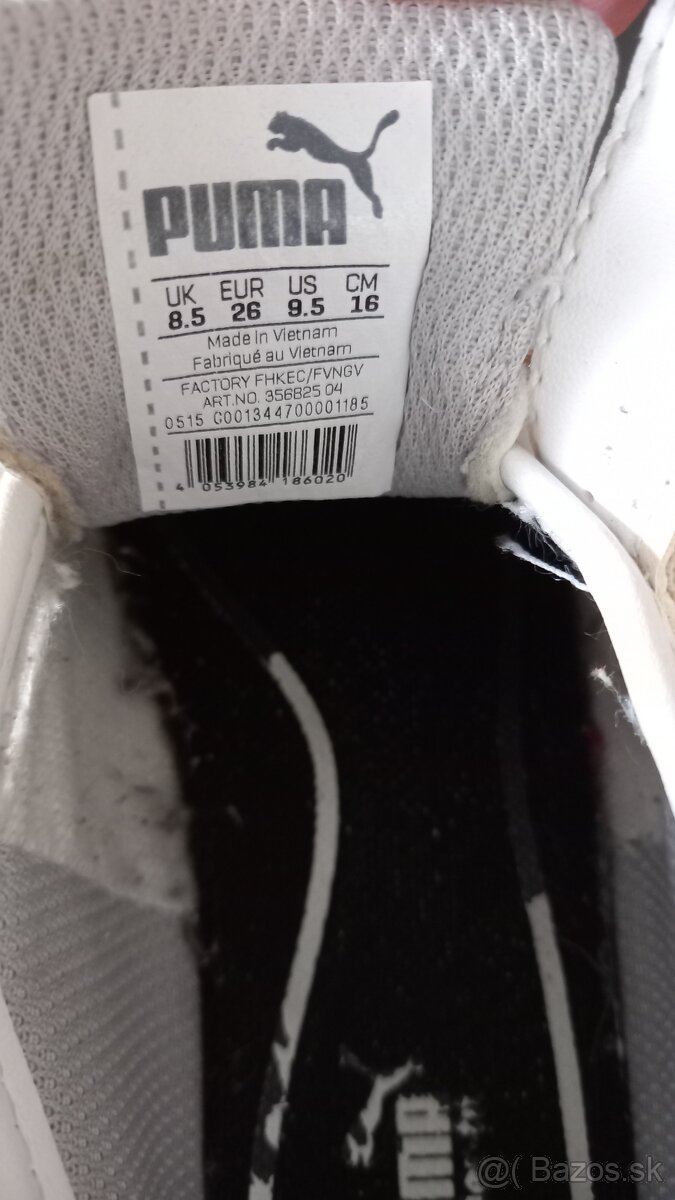 PUMA
UK EUR US CM
8.5 26 9.5 16
Made in Vietnam
Fabriqué au Vietnam
FACTORY FHKEC/FVNGV
ART.NO. 356825 04
0515 C001344700001185
4 053984 186020
@( Bazos.sk